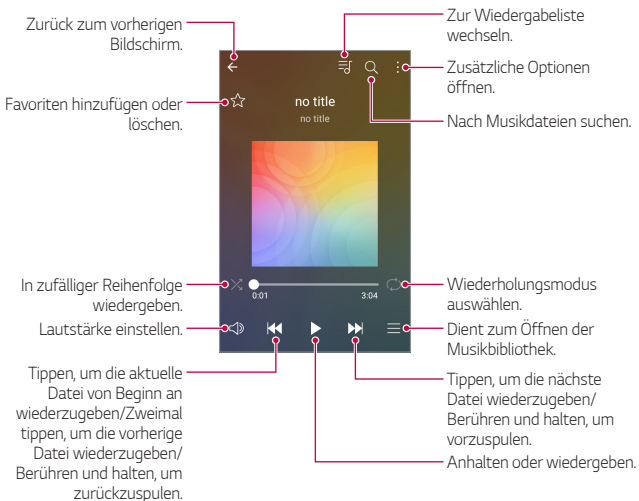 Zurück zum vorherigen
Bildschirm.
Favoriten hinzufügen oder
löschen.
In zufälliger Reihenfolge
wiedergeben.
Lautstärke einstellen.
Tippen, um die aktuelle
Datei von Beginn an
wiederzugeben/Zweimal
tippen, um die vorherige
Datei wiederzugeben/
Berühren und halten, um
zurückzuspulen.
no title
no title
0:01
3:04
Zur Wiedergabeliste
wechseln.
Zusätzliche Optionen
öffnen.
Nach Musikdateien suchen.
Wiederholungsmodus
auswählen.
Dient zum Öffnen der
Musikbibliothek.
Tippen, um die nächste
Datei wiederzugeben/
Berühren und halten, um
vorzuspulen.
Anhalten oder wiedergeben.